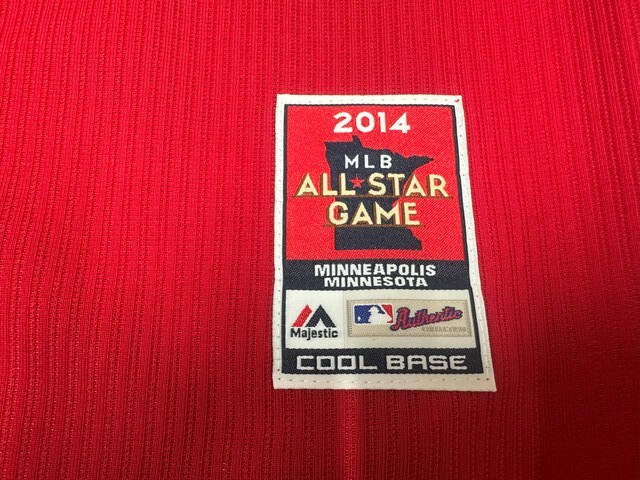 2014
MLB
ALL★STAR
GAME
MINNEAPOLIS
MINNESOTA
Majestic
Authentic
COOL BASE